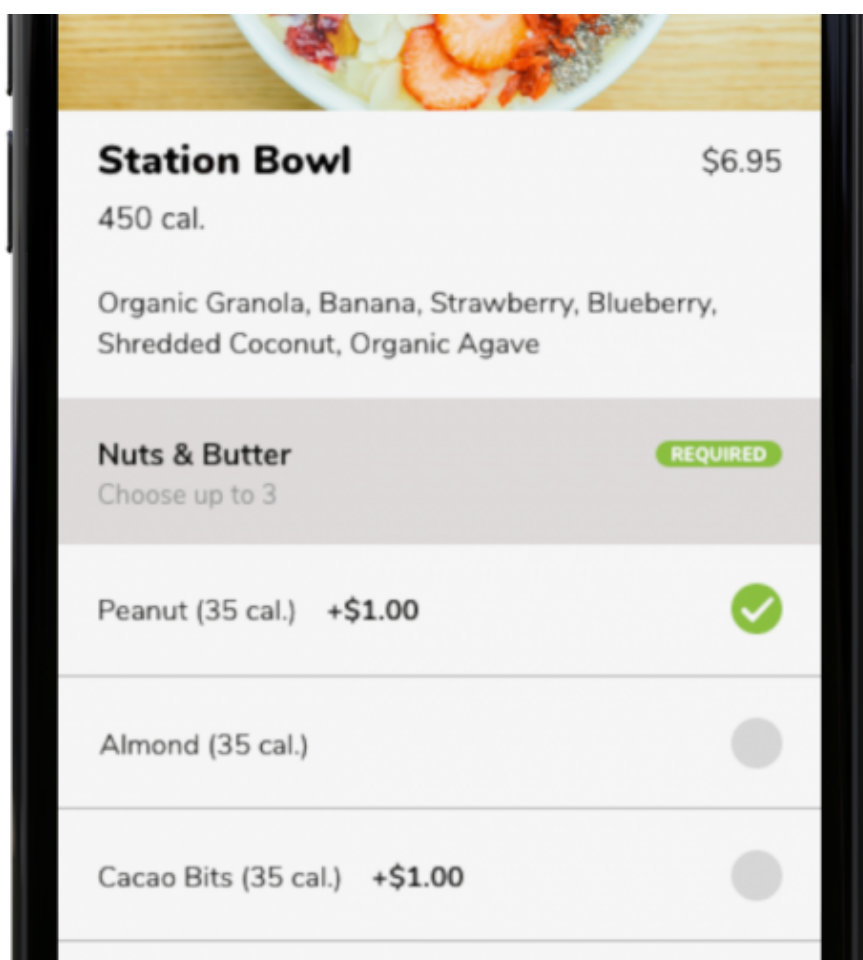 Station Bowl $6.95
450 cal.
Organic Granola, Banana, Strawberry, Blueberry,
Shredded Coconut, Organic Agave
Nuts & Butter REQUIRED
Choose up to 3
Peanut (35 cal.) +$1.00
Almond (35 cal.)
Cacao Bits (35 cal.) +$1.00